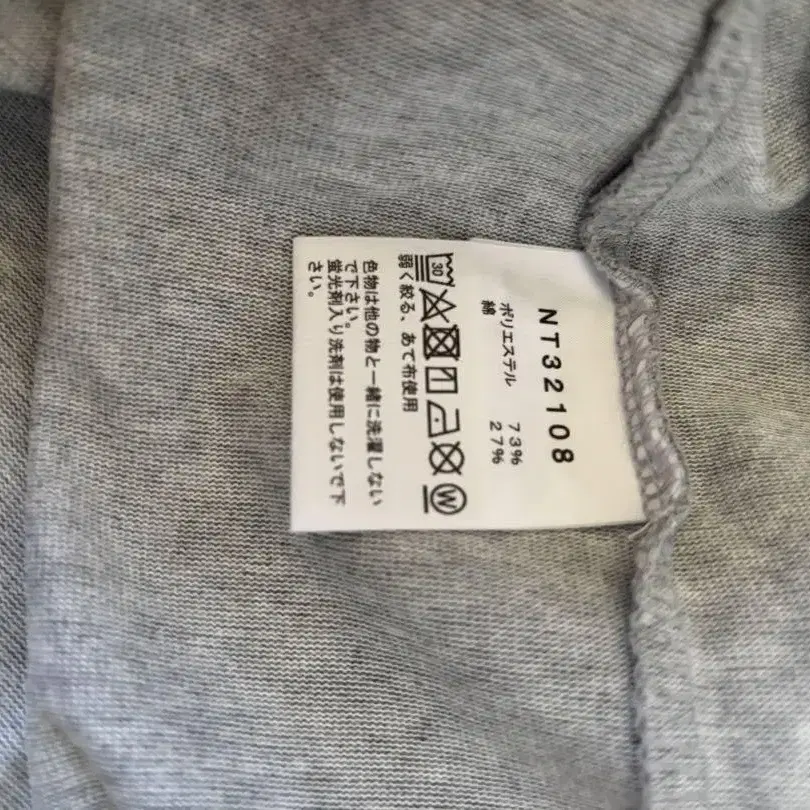 NT32108
ポリエステル 73%
綿 27%
30
W
弱く絞る、あて布使用
色物は他の物と一緒に洗濯しない
で下さい。
蛍光剤入り洗剤は使用しないで下
さい。